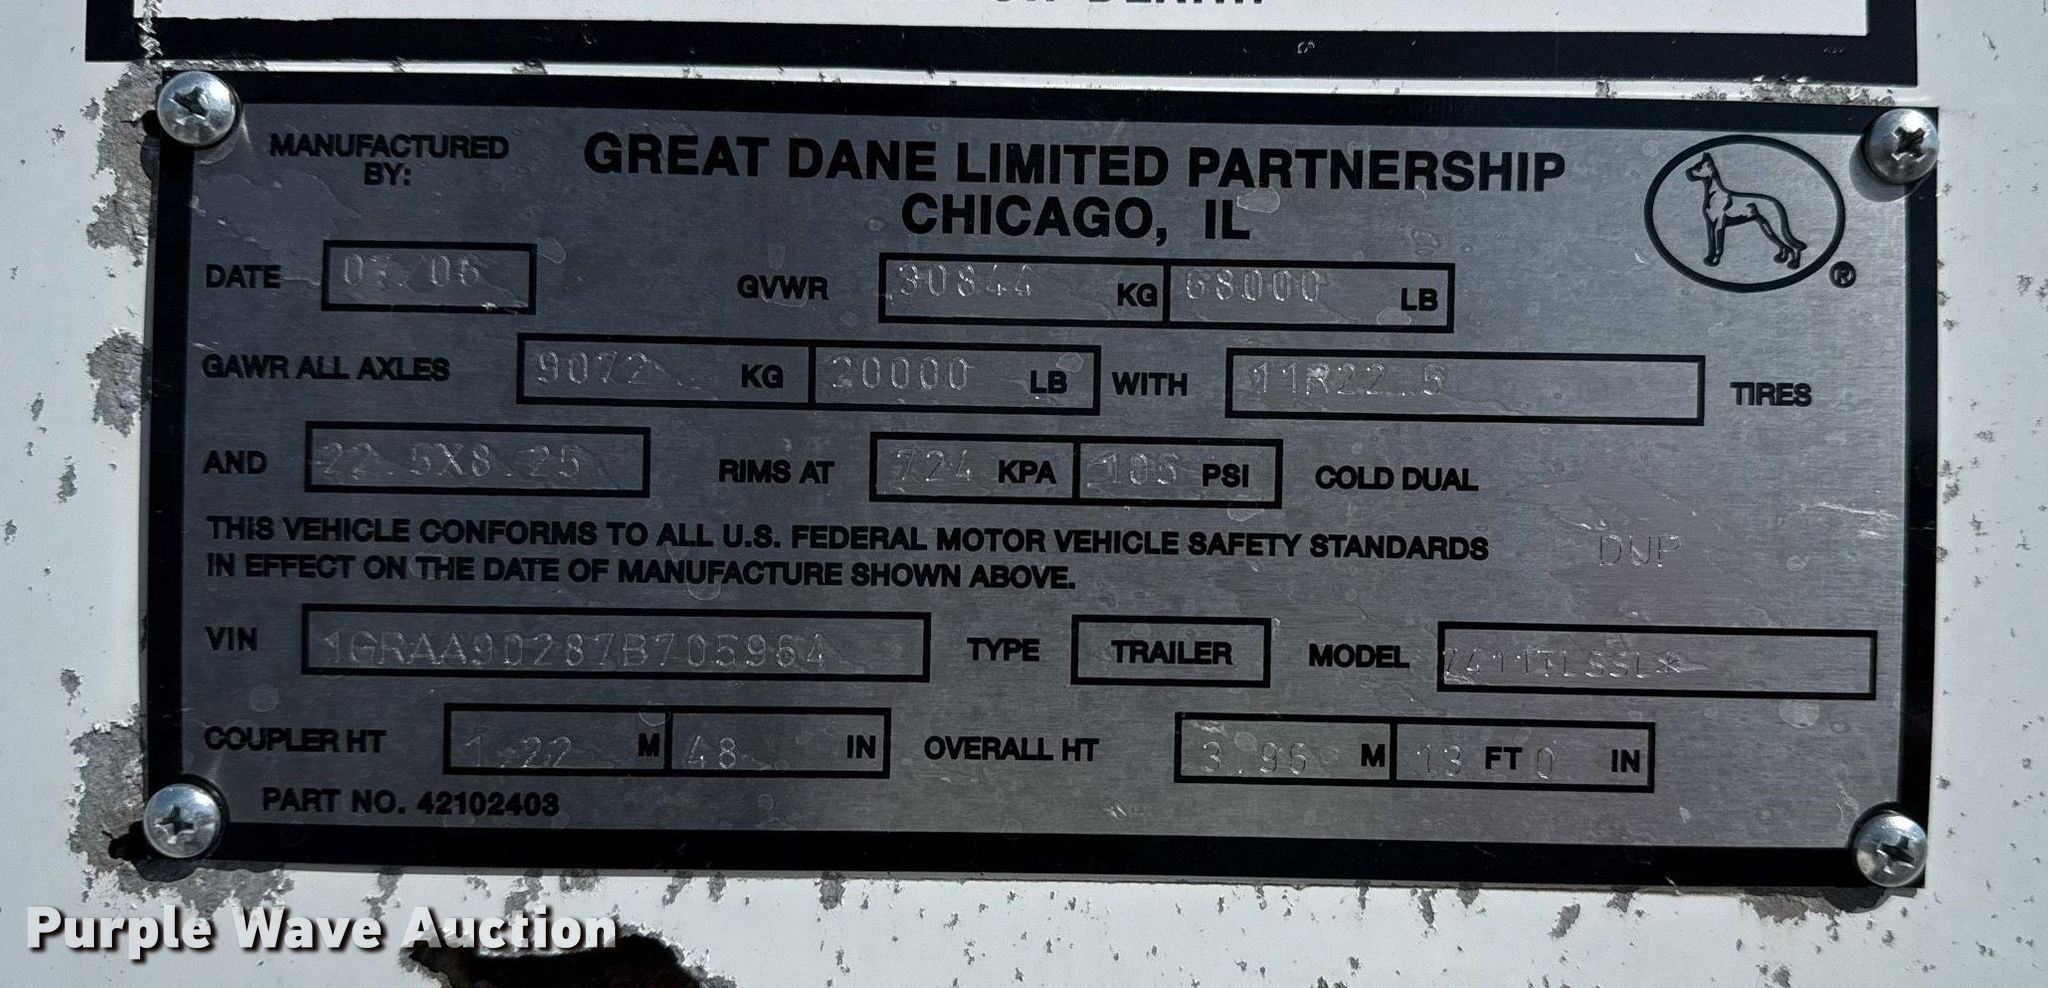 MANUFACTURED BY: GREAT DANE LIMITED PARTNERSHIP
CHICAGO, IL
®
DATE 07 06 GVWR 30844 KG 68000 LB
GAWR ALL AXLES 9072 KG 20000 LB WITH 11R22.5 TIRES
AND 22.5X8.25 RIMS AT 724 KPA 105 PSI COLD DUAL
THIS VEHICLE CONFORMS TO ALL U.S. FEDERAL MOTOR VEHICLE SAFETY STANDARDS
IN EFFECT ON THE DATE OF MANUFACTURE SHOWN ABOVE.
DUP
VIN 1GRAA90287B705964 TYPE TRAILER MODEL
COUPLER HT 1.22 M 48 IN OVERALL HT 3.96 M 13 FT 0 IN
PART NO. 42102403
Purple Wave Auction